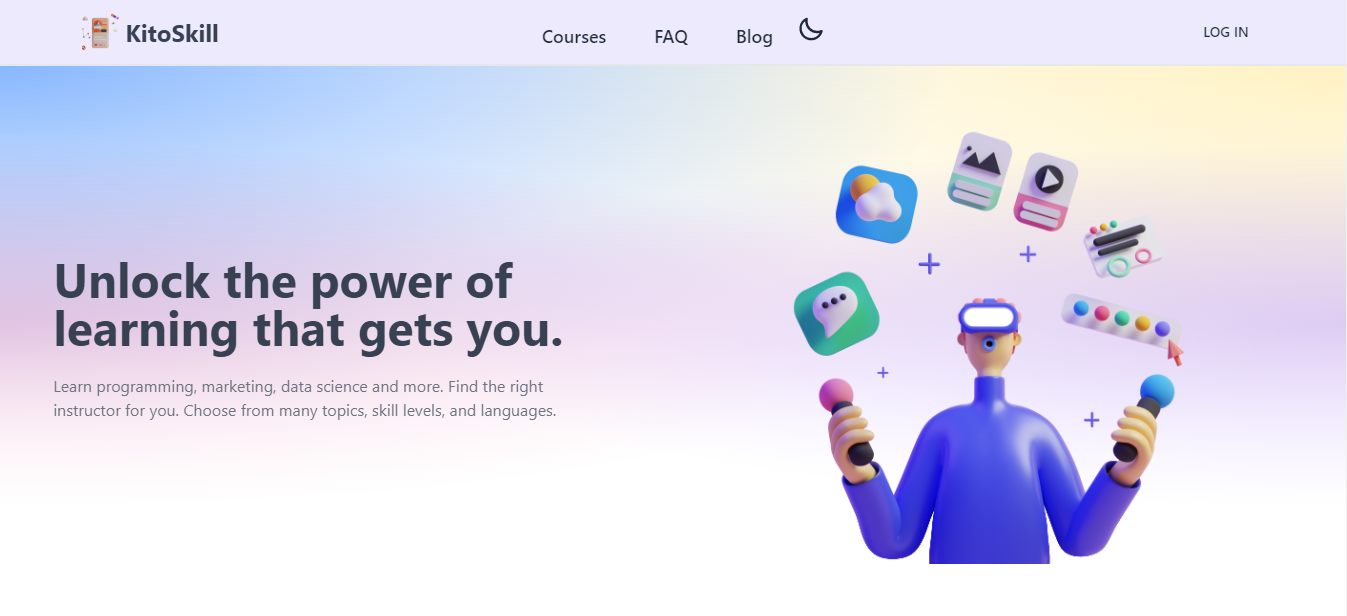 KitoSkill
Courses
FAQ
Blog
LOG IN
Unlock the power of
learning that gets you.
Learn programming, marketing, data science and more. Find the right
instructor for you. Choose from many topics, skill levels, and languages.